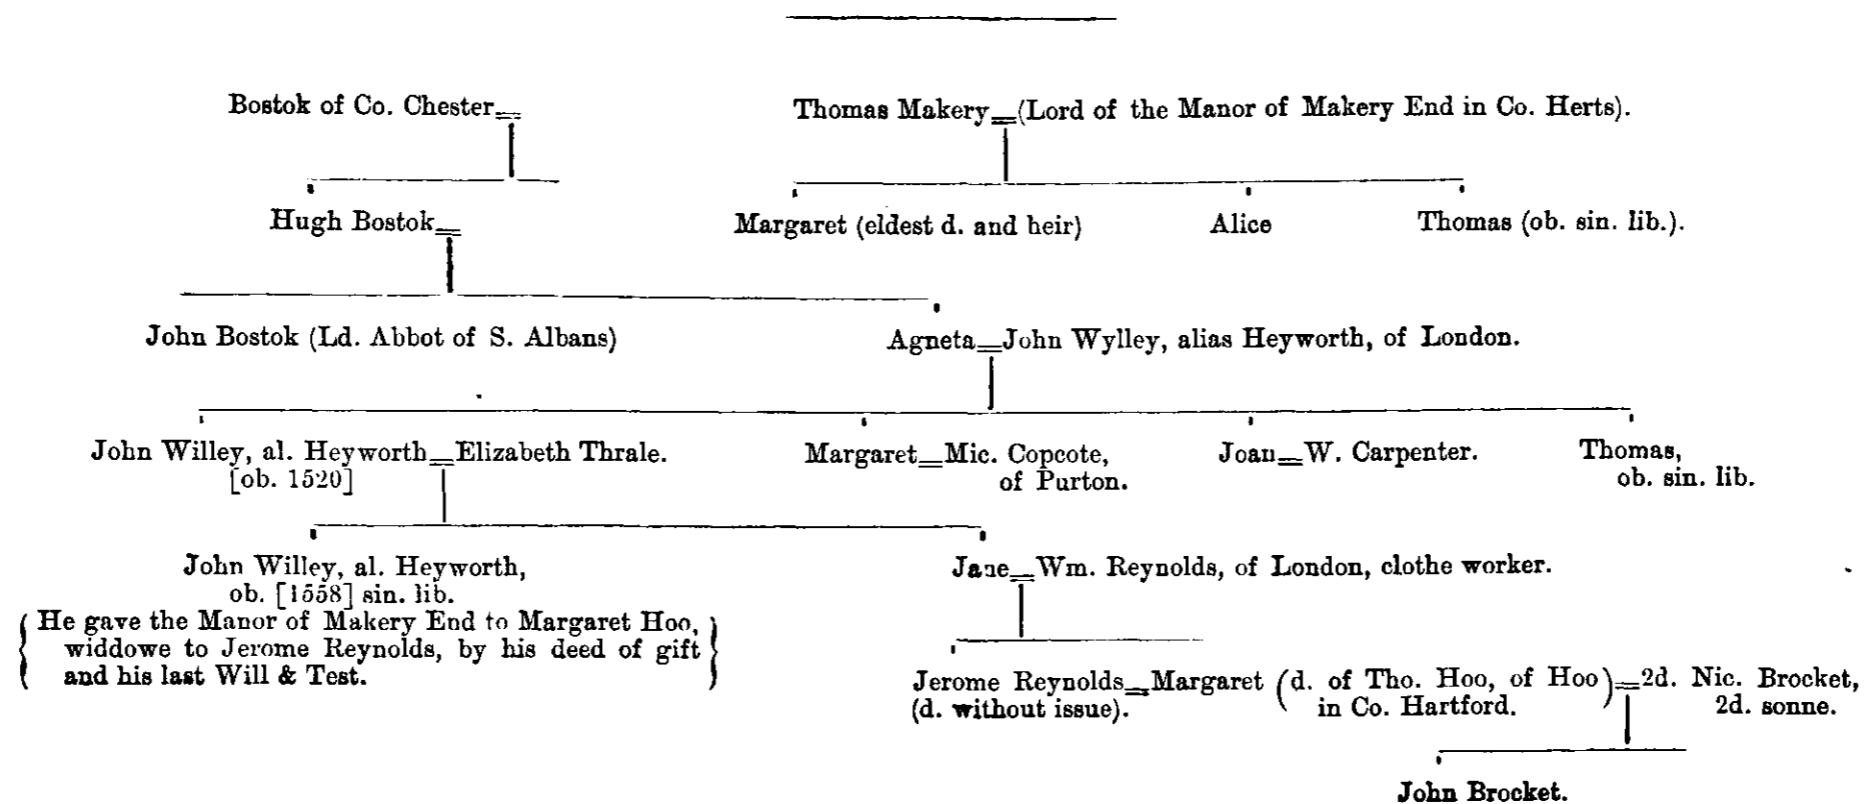 Bostok of Co. Chester
Thomas Makery=(Lord of the Manor of Makery End in Co. Herts).
Hugh Bostok
Margaret (eldest d. and heir)
Alice
Thomas (ob. sin. lib.).
John Bostok (Ld. Abbot of S. Albans)
Agneta=John Wylley, alias Heyworth, of London.
John Willey, al. Heyworth=Elizabeth Thrale.
[ob. 1520]
Margaret=Mic. Copcote,
of Purton.
Joan=W. Carpenter.
Thomas,
ob. sin. lib.
John Willey, al. Heyworth,
ob. [1558] sin. lib.
{He gave the Manor of Makery End to Margaret Hoo,
widdowe to Jerome Reynolds, by his deed of gift
and his last Will & Test.}
Jane=Wm. Reynolds, of London, clothe worker.
Jerome Reynolds=Margaret (d. of Tho. Hoo, of Hoo)=2d. Nic. Brocket,
(d. without issue). in Co. Hartford. 2d. sonne.
John Brocket.